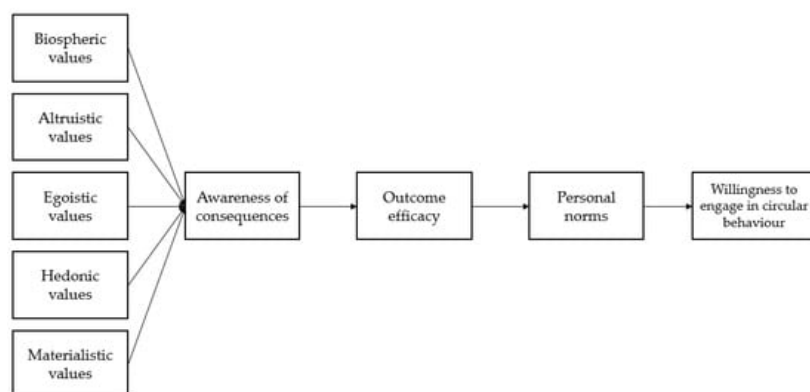 Biospheric
values
Altruistic
values
Egoistic
values
Hedonic
values
Materialistic
values
Awareness of
consequences
Outcome
efficacy
Personal
norms
Willingness to
engage in circular
behaviour